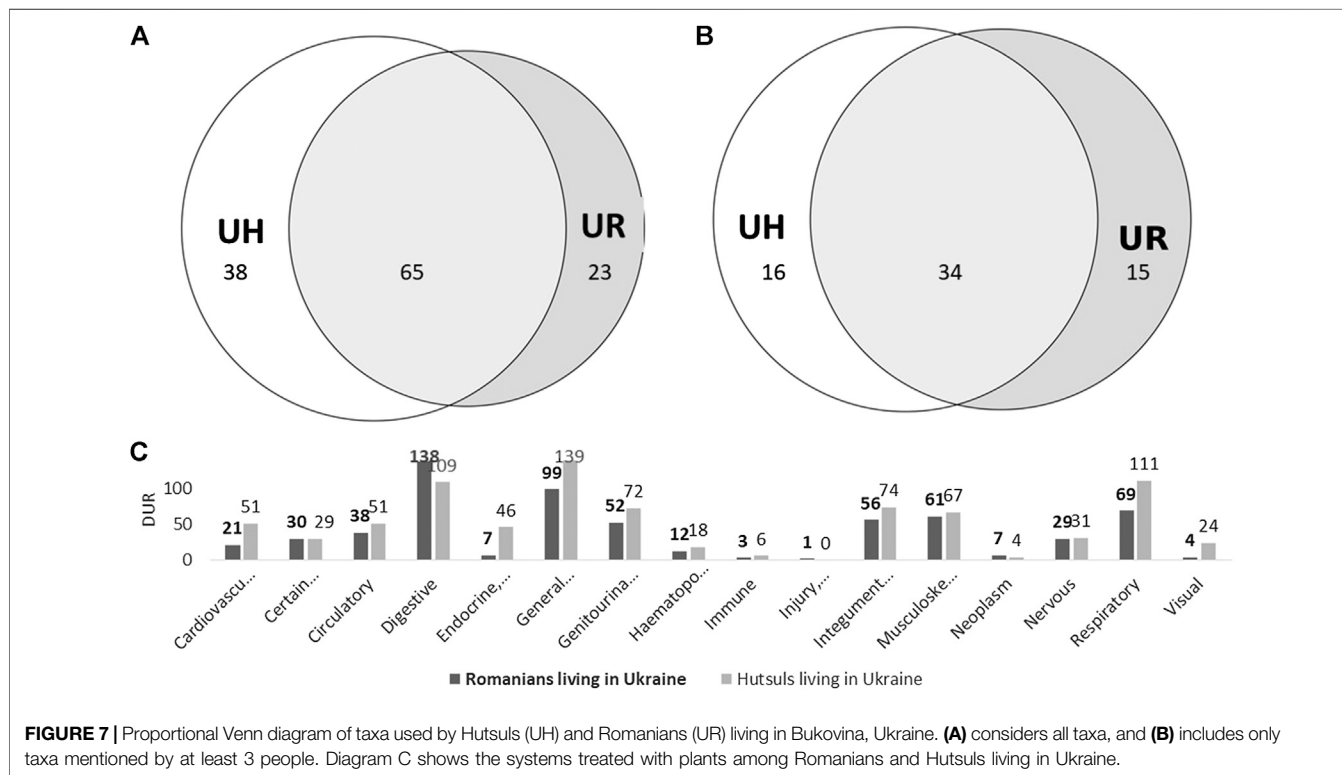 A
B
UH
UR
38
65
23
UH
UR
16
34
15
C
DUR
100
50
0
21 51 30 29 38 51 138 109 7 46 99 139 52 72 12 18 3 6 1 0 56 74 61 67 7 4 29 31 69 111 4 24
Cardiovascu...
Certain...
Circulatory
Digestive
Endocrine,...
General...
Genitourina...
Haematopo...
Immune
Injury,...
Integument...
Musculoske...
Neoplasm
Nervous
Respiratory
Visual
Romanians living in Ukraine Hutsuls living in Ukraine
FIGURE 7 | Proportional Venn diagram of taxa used by Hutsuls (UH) and Romanians (UR) living in Bukovina, Ukraine. (A) considers all taxa, and (B) includes only
taxa mentioned by at least 3 people. Diagram C shows the systems treated with plants among Romanians and Hutsuls living in Ukraine.